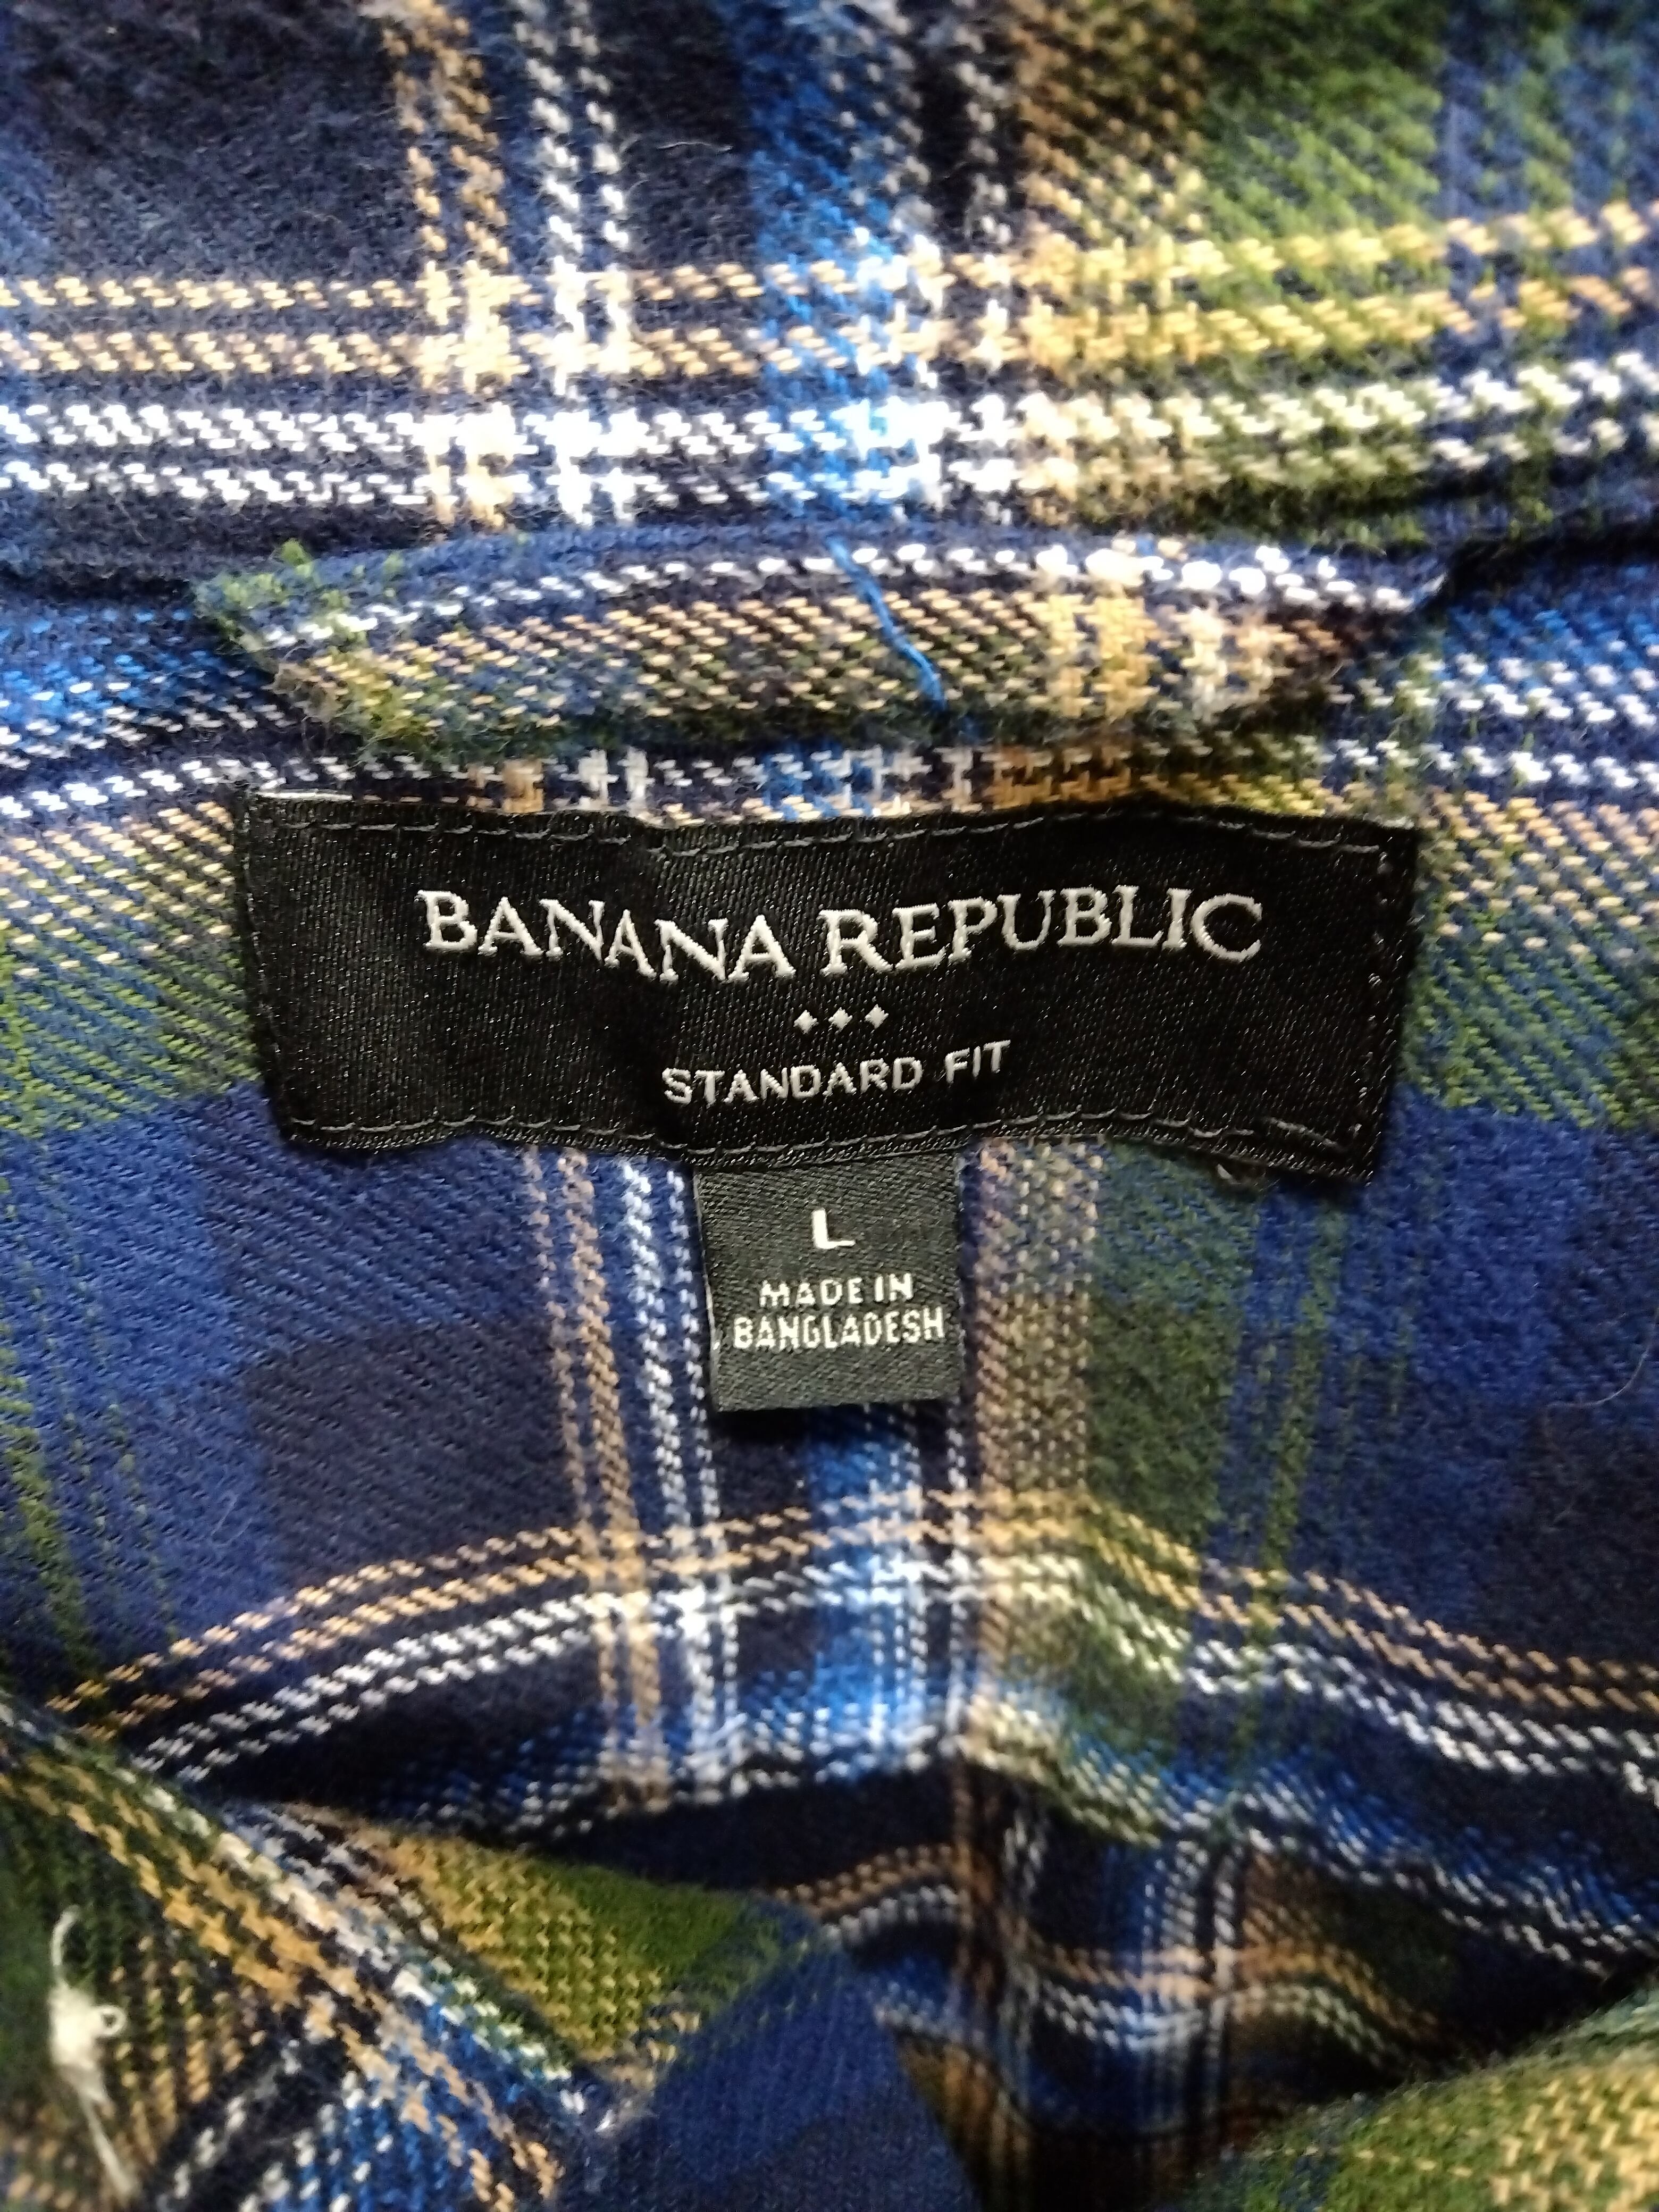 BANANA REPUBLIC
STANDARD FIT
L
MADE IN
BANGLADESH